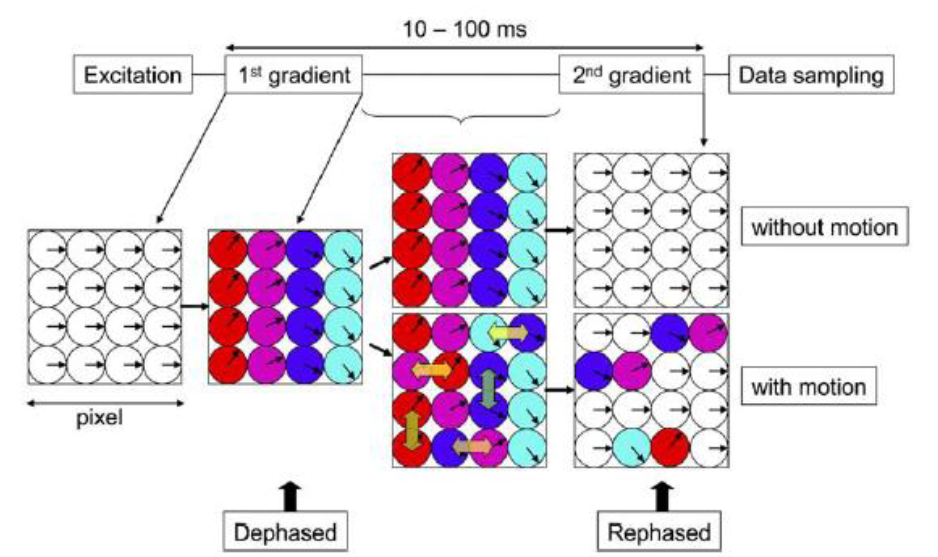 10 – 100 ms
Excitation
1st gradient
2nd gradient
Data sampling
without motion
with motion
pixel
Dephased
Rephased